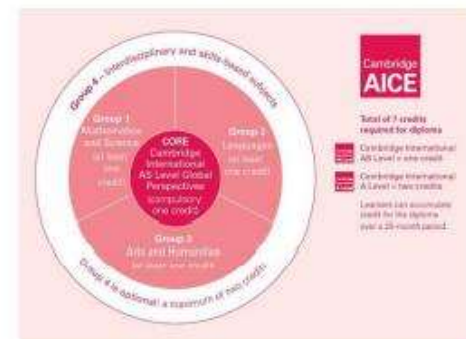 Group 4 – Interdisciplinary and skills-based subjects
Group 1
Mathematics
and Science
(at least
one
credit)
CORE
Cambridge
International
AS Level Global
Perspectives
(compulsory
one credit)
Group 2
Languages
(at least
one credit)
Group 3
Arts and Humanities
(at least one credit)
Group 4 is optional: a maximum of two credits
Cambridge
AICE
Total of 7 credits
required for diploma
Cambridge International
AS Level = one credit
Cambridge International
A Level = two credits
Learners can accumulate
credit for the diploma
over a 25-month period.